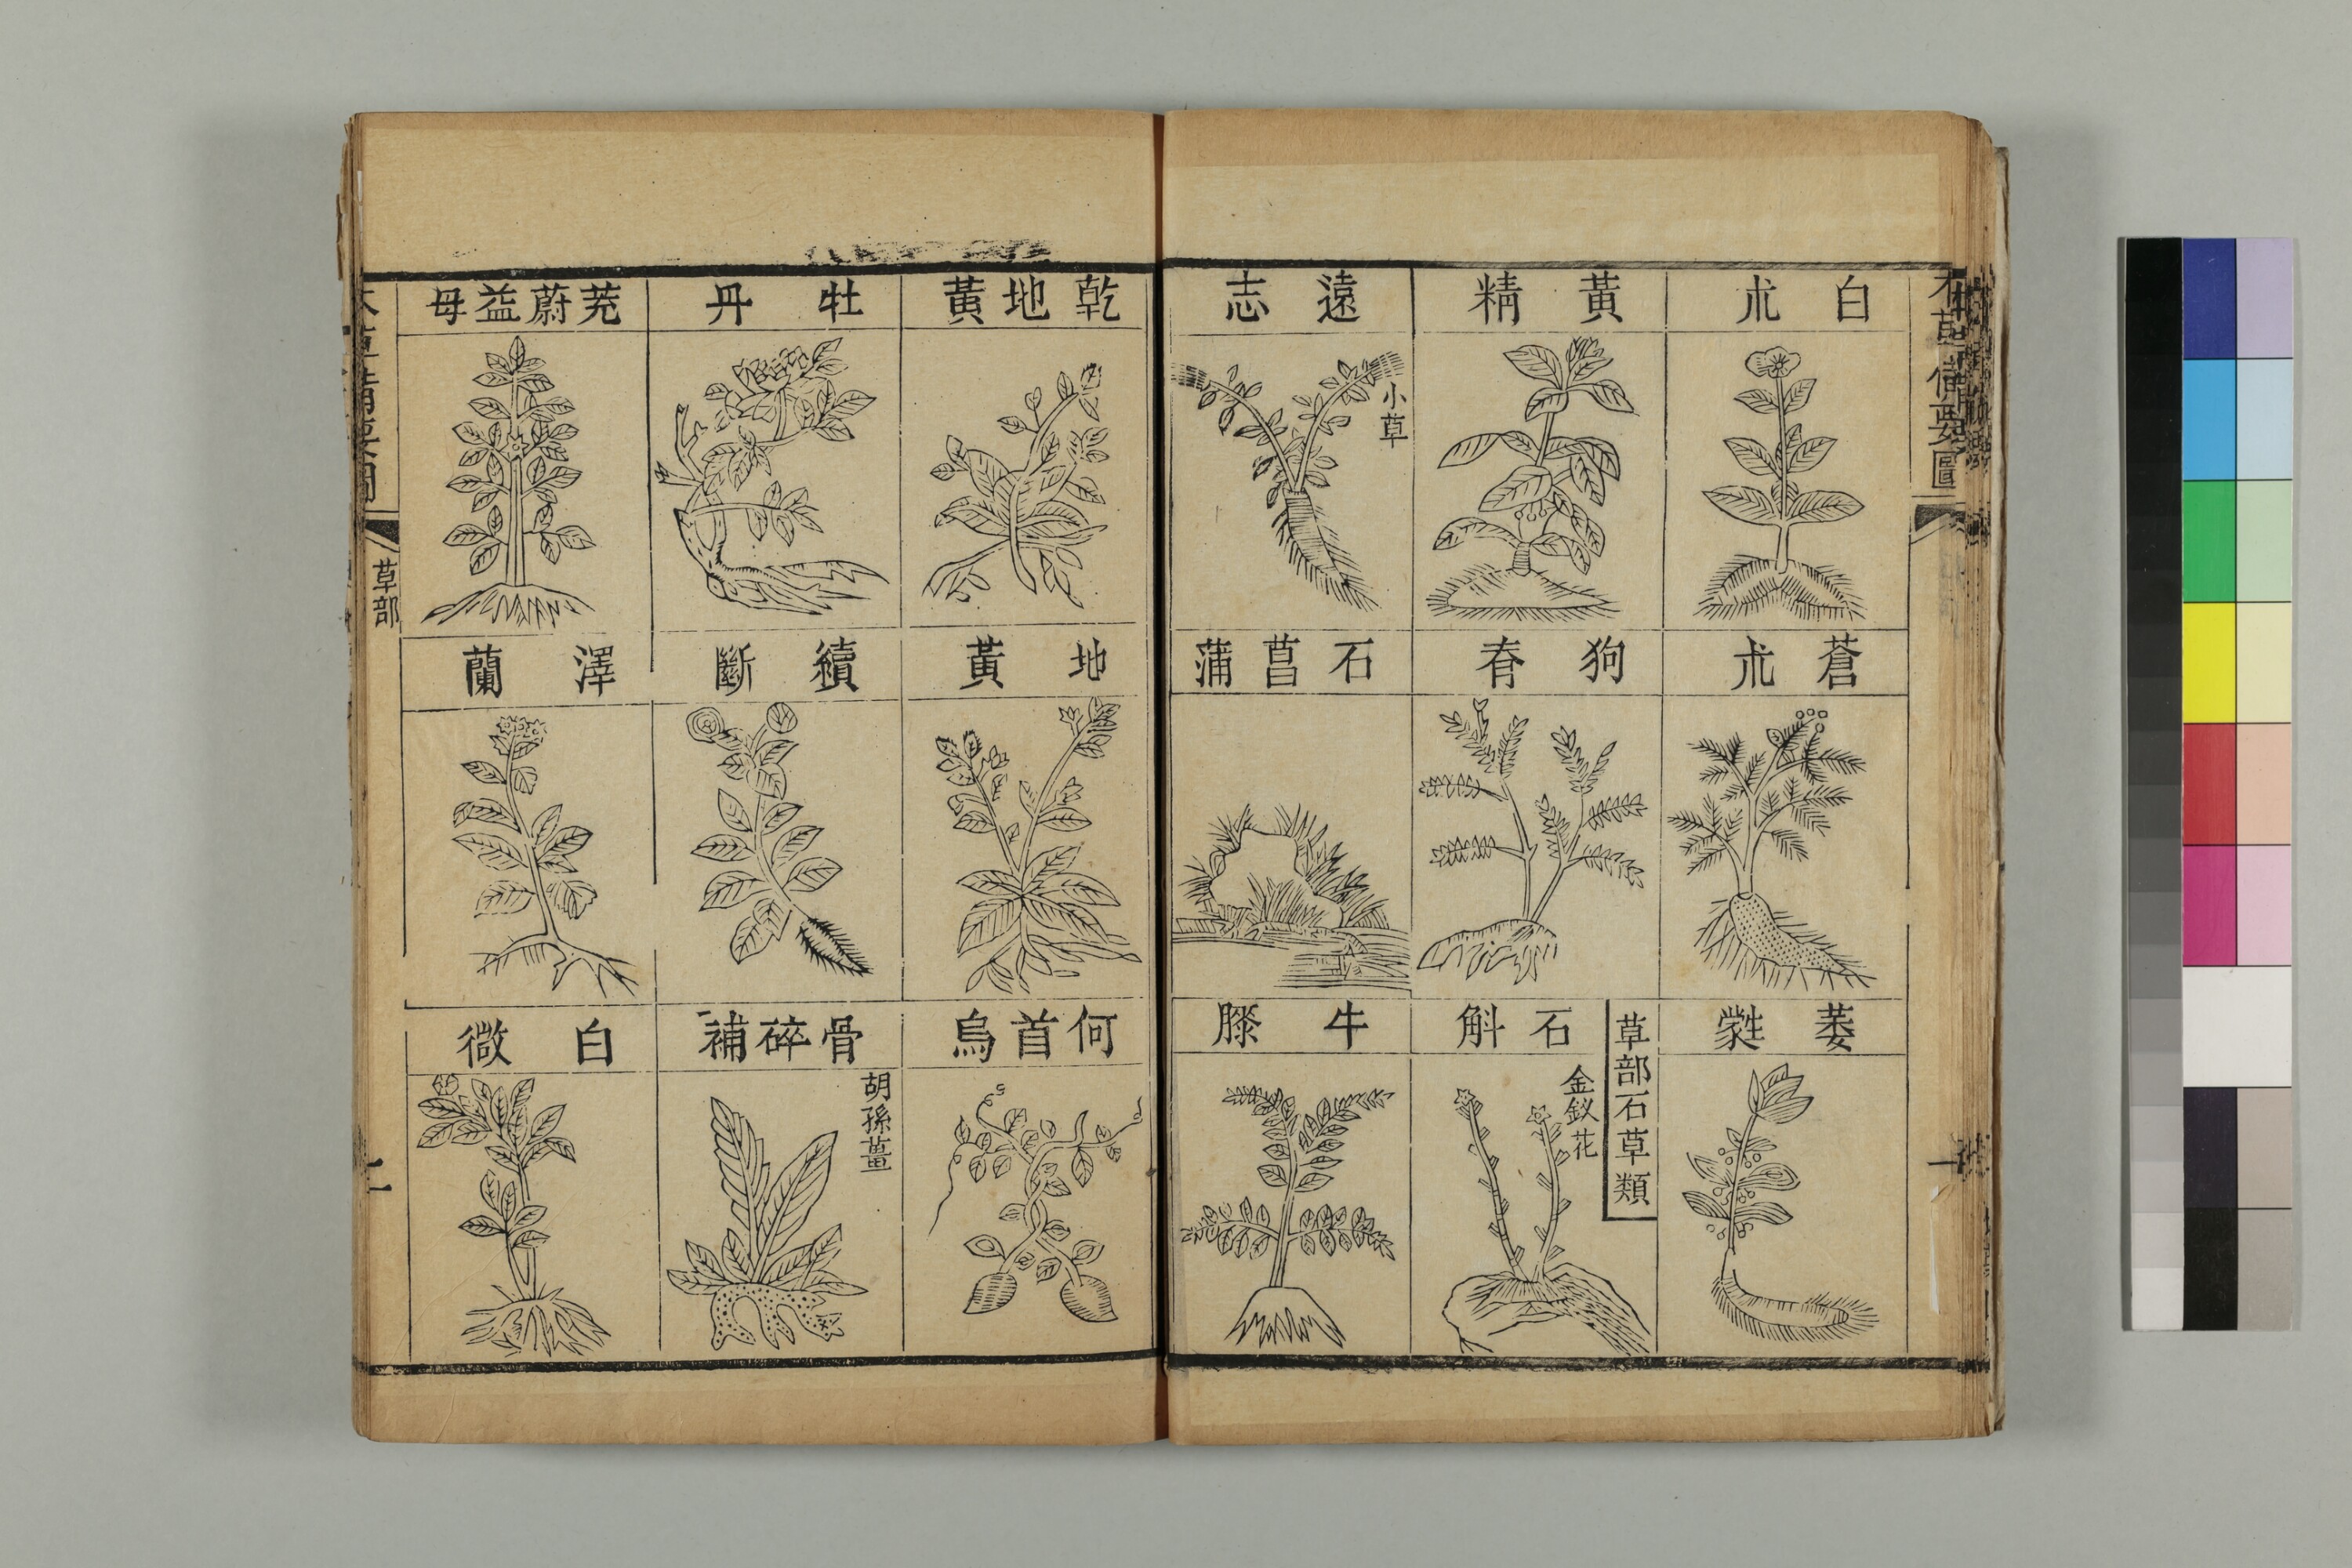 本草備要圖
一
白朮
黃精
遠志
小草
蒼朮
狗脊
石菖蒲
萎蕤
草部石草類
石斛
金釵花
牛膝
乾地黃
牡丹
茺蔚益母
地黃
續斷
澤蘭
何首烏
骨碎補
胡孫薑
白微
本草備要圖
草部
二